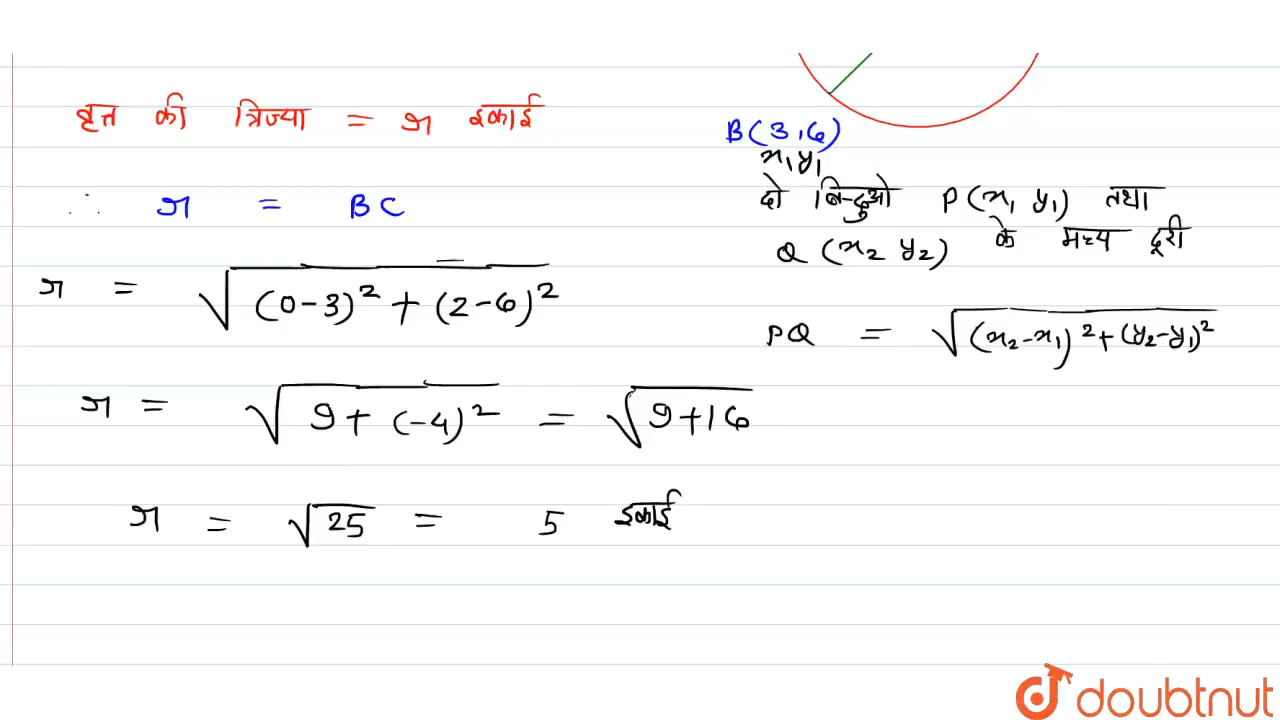 वृत्त की त्रिज्या = r इकाई
∴ r = BC
r = √(0-3)² + (2-6)²
r = √9 + (-4)² = √9+16
r = √25 = 5 इकाई
B(3,6)
x₁ y₁
दो बिन्दुओ P(x₁ y₁) तथा
Q (x₂ y₂) के मध्य दूरी
PQ = √(x₂-x₁)²+(y₂-y₁)²
doubtnut